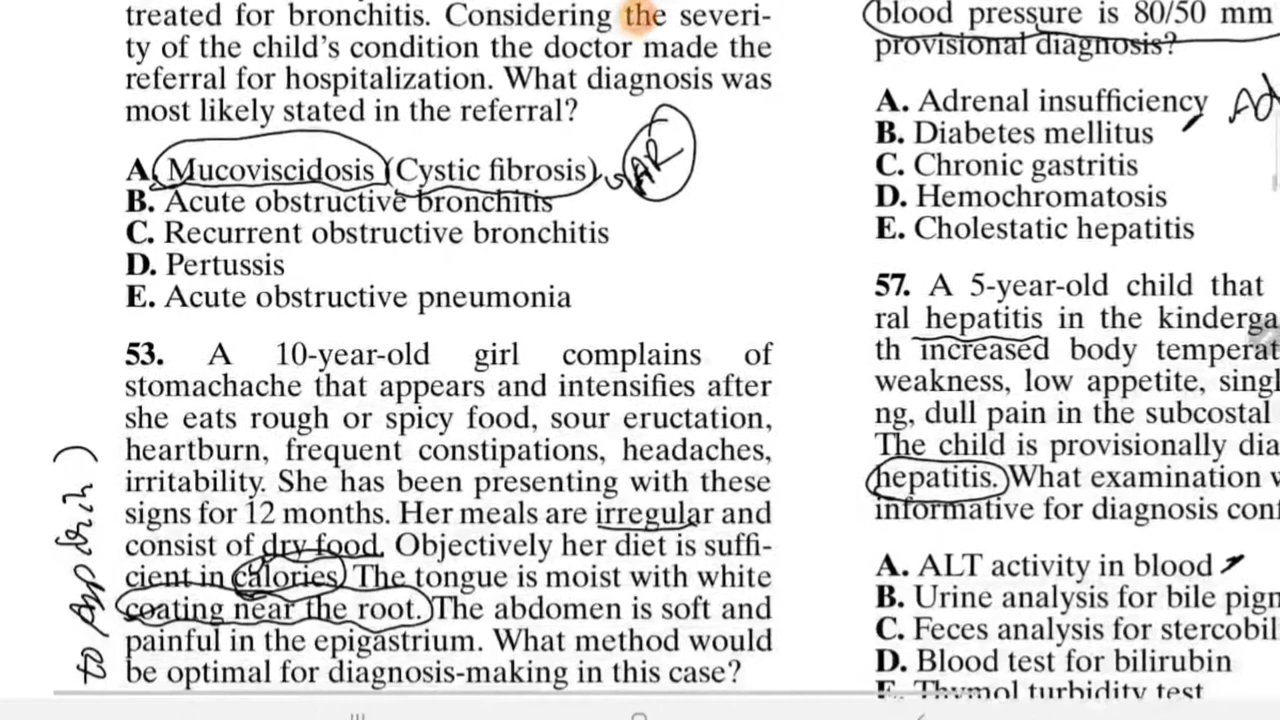 treated for bronchitis. Considering the severi-
ty of the child's condition the doctor made the
referral for hospitalization. What diagnosis was
most likely stated in the referral?
A. Mucoviscidosis (Cystic fibrosis) AR
B. Acute obstructive bronchitis
C. Recurrent obstructive bronchitis
D. Pertussis
E. Acute obstructive pneumonia
53. A 10-year-old girl complains of
stomachache that appears and intensifies after
she eats rough or spicy food, sour eructation,
heartburn, frequent constipations, headaches,
irritability. She has been presenting with these
signs for 12 months. Her meals are irregular and
consist of dry food. Objectively her diet is suffi-
cient in calories. The tongue is moist with white
coating near the root. The abdomen is soft and
painful in the epigastrium. What method would
be optimal for diagnosis-making in this case?
blood pressure is 80/50 mm
provisional diagnosis?
A. Adrenal insufficiency Ad
B. Diabetes mellitus
C. Chronic gastritis
D. Hemochromatosis
E. Cholestatic hepatitis
57. A 5-year-old child that
ral hepatitis in the kinderga
th increased body temperat
weakness, low appetite, singl
ng, dull pain in the subcostal
The child is provisionally dia
hepatitis. What examination w
informative for diagnosis conf
A. ALT activity in blood
B. Urine analysis for bile pign
C. Feces analysis for stercobil
D. Blood test for bilirubin
E. Thymol turbidity test